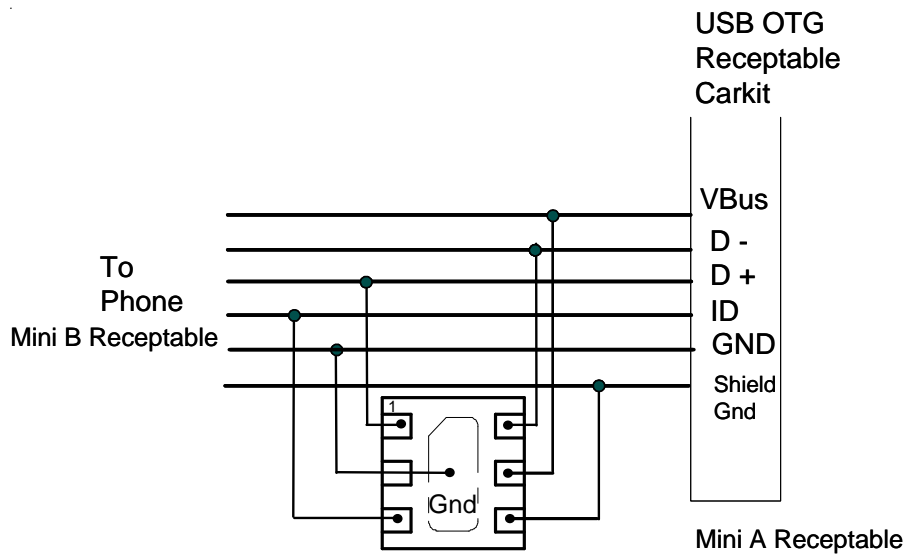 USB OTG
Receptable
Carkit
VBus
D -
D +
ID
GND
Shield
Gnd
To
Phone
Mini B Receptable
1
Gnd
Mini A Receptable